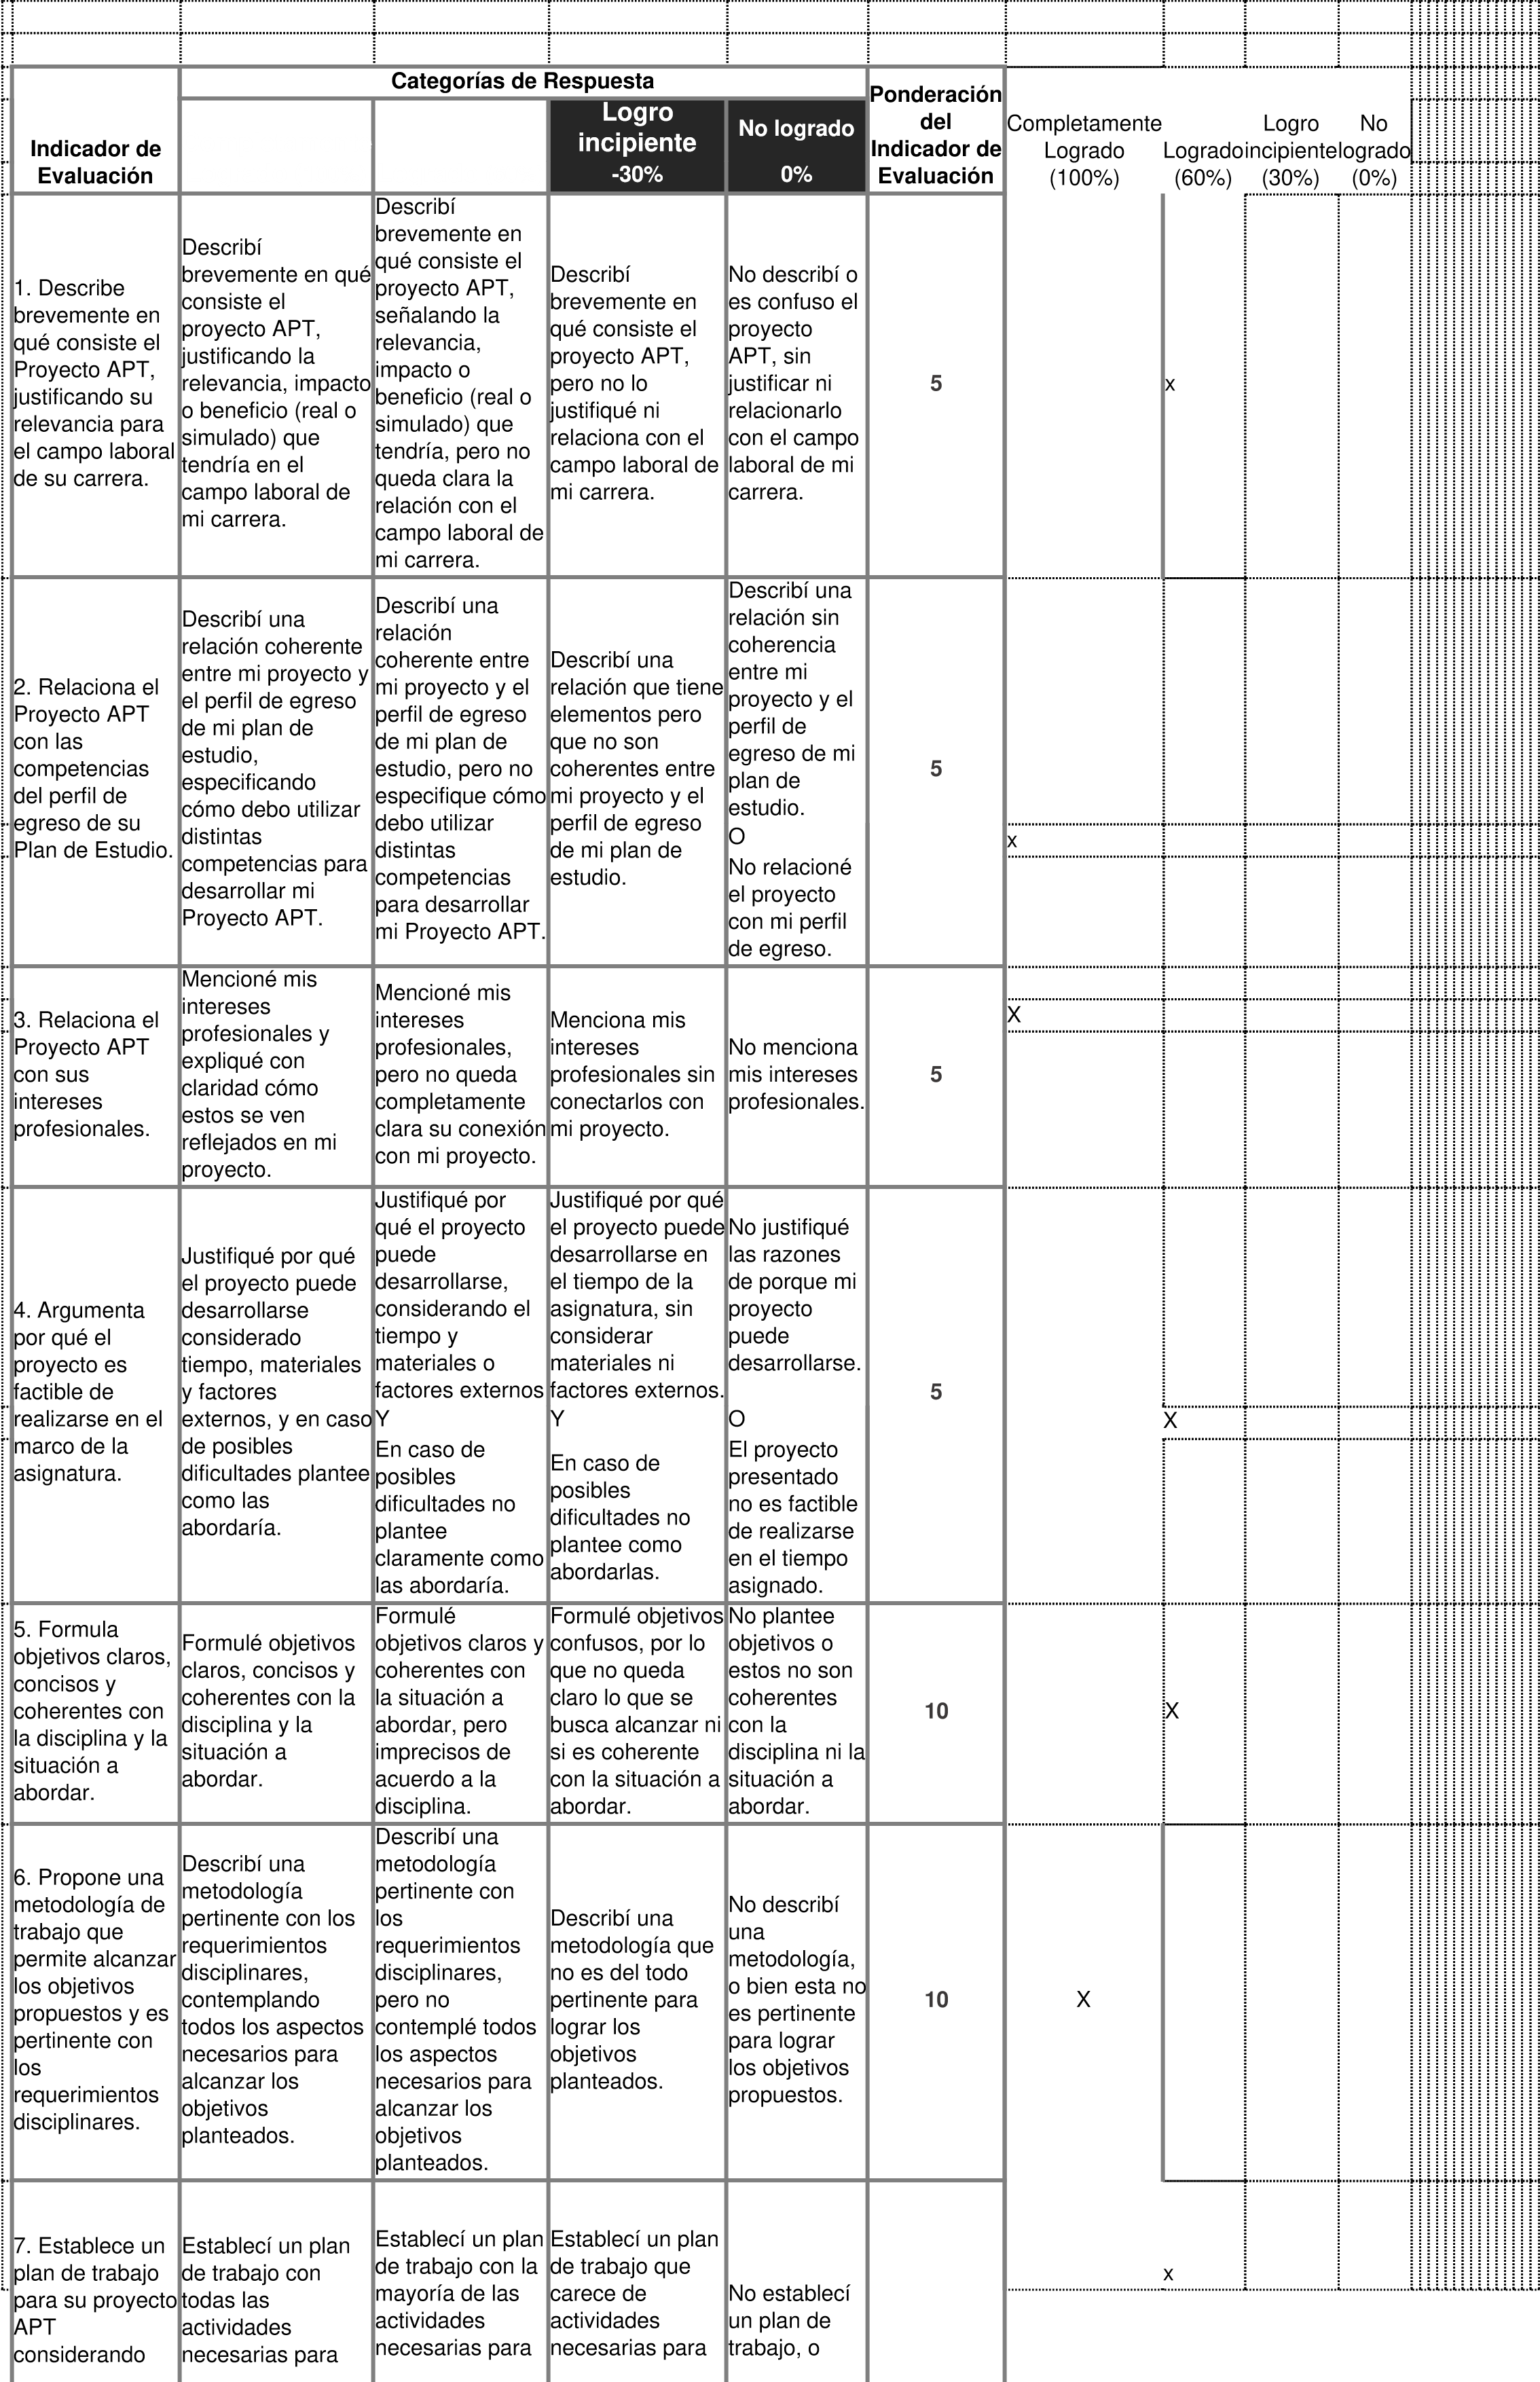 Categorías de Respuesta
Indicador de
Evaluación
Logro
incipiente
-30%
No logrado
0%
Ponderación
del
Indicador de
Evaluación
Completamente
Logrado
(100%)
Logrado
(60%)
Logro
incipiente
(30%)
No
logrado
(0%)
1. Describe
brevemente en
qué consiste el
Proyecto APT,
justificando su
relevancia para
el campo laboral
de su carrera.
Describí
brevemente en qué
consiste el
proyecto APT,
justificando la
relevancia, impacto
o beneficio (real o
simulado) que
tendría en el
campo laboral de
mi carrera.
Describí
brevemente en
qué consiste el
proyecto APT,
señalando la
relevancia,
impacto o
beneficio (real o
simulado) que
tendría, pero no
queda clara la
relación con el
campo laboral de
mi carrera.
Describí
brevemente en
qué consiste el
proyecto APT,
pero no lo
justifiqué ni
relaciona con el
campo laboral de
mi carrera.
No describí o
es confuso el
proyecto
APT, sin
justificar ni
relacionarlo
con el campo
laboral de mi
carrera.
5
x
2. Relaciona el
Proyecto APT
con las
competencias
del perfil de
egreso de su
Plan de Estudio.
Describí una
relación coherente
entre mi proyecto y
el perfil de egreso
de mi plan de
estudio,
especificando
cómo debo utilizar
distintas
competencias para
desarrollar mi
Proyecto APT.
Describí una
relación
coherente entre
mi proyecto y el
perfil de egreso
de mi plan de
estudio, pero no
especifique cómo
debo utilizar
distintas
competencias
para desarrollar
mi Proyecto APT.
Describí una
relación que tiene
elementos pero
que no son
coherentes entre
mi proyecto y el
perfil de egreso
de mi plan de
estudio.
Describí una
relación sin
coherencia
entre mi
proyecto y el
perfil de
egreso de mi
plan de
estudio.
O
No relacioné
el proyecto
con mi perfil
de egreso.
5
x
3. Relaciona el
Proyecto APT
con sus
intereses
profesionales.
Mencioné mis
intereses
profesionales y
expliqué con
claridad cómo
estos se ven
reflejados en mi
proyecto.
Mencioné mis
intereses
profesionales,
pero no queda
completamente
clara su conexión
con mi proyecto.
Menciona mis
intereses
profesionales sin
conectarlos con
mi proyecto.
No menciona
mis intereses
profesionales.
5
X
4. Argumenta
por qué el
proyecto es
factible de
realizarse en el
marco de la
asignatura.
Justifiqué por qué
el proyecto puede
desarrollarse
considerado
tiempo, materiales
y factores
externos, y en caso
de posibles
dificultades plantee
como las
abordaría.
Justifiqué por
qué el proyecto
puede
desarrollarse,
considerando el
tiempo y
materiales o
factores externos
Y
En caso de
posibles
dificultades no
plantee
claramente como
las abordaría.
Justifiqué por qué
el proyecto puede
desarrollarse en
el tiempo de la
asignatura, sin
considerar
materiales ni
factores externos.
Y
En caso de
posibles
dificultades no
plantee como
abordarlas.
No justifiqué
las razones
de porque mi
proyecto
puede
desarrollarse.
O
El proyecto
presentado
no es factible
de realizarse
en el tiempo
asignado.
5
X
5. Formula
objetivos claros,
concisos y
coherentes con
la disciplina y la
situación a
abordar.
Formulé objetivos
claros, concisos y
coherentes con la
disciplina y la
situación a
abordar.
Formulé
objetivos claros y
coherentes con
la situación a
abordar, pero
imprecisos de
acuerdo a la
disciplina.
Formulé objetivos
confusos, por lo
que no queda
claro lo que se
busca alcanzar ni
si es coherente
con la situación a
abordar.
No plantee
objetivos o
estos no son
coherentes
con la
disciplina ni la
situación a
abordar.
10
X
6. Propone una
metodología de
trabajo que
permite alcanzar
los objetivos
propuestos y es
pertinente con
los
requerimientos
disciplinares.
Describí una
metodología
pertinente con los
requerimientos
disciplinares,
contemplando
todos los aspectos
necesarios para
alcanzar los
objetivos
planteados.
Describí una
metodología
pertinente con
los
requerimientos
disciplinares,
pero no
contemplé todos
los aspectos
necesarios para
alcanzar los
objetivos
planteados.
Describí una
metodología que
no es del todo
pertinente para
lograr los
objetivos
planteados.
No describí
una
metodología,
o bien esta no
es pertinente
para lograr
los objetivos
propuestos.
10
X
7. Establece un
plan de trabajo
para su proyecto
APT
considerando
Establecí un plan
de trabajo con
todas las
actividades
necesarias para
Establecí un plan
de trabajo con la
mayoría de las
actividades
necesarias para
Establecí un plan
de trabajo que
carece de
actividades
necesarias para
No establecí
un plan de
trabajo, o
x